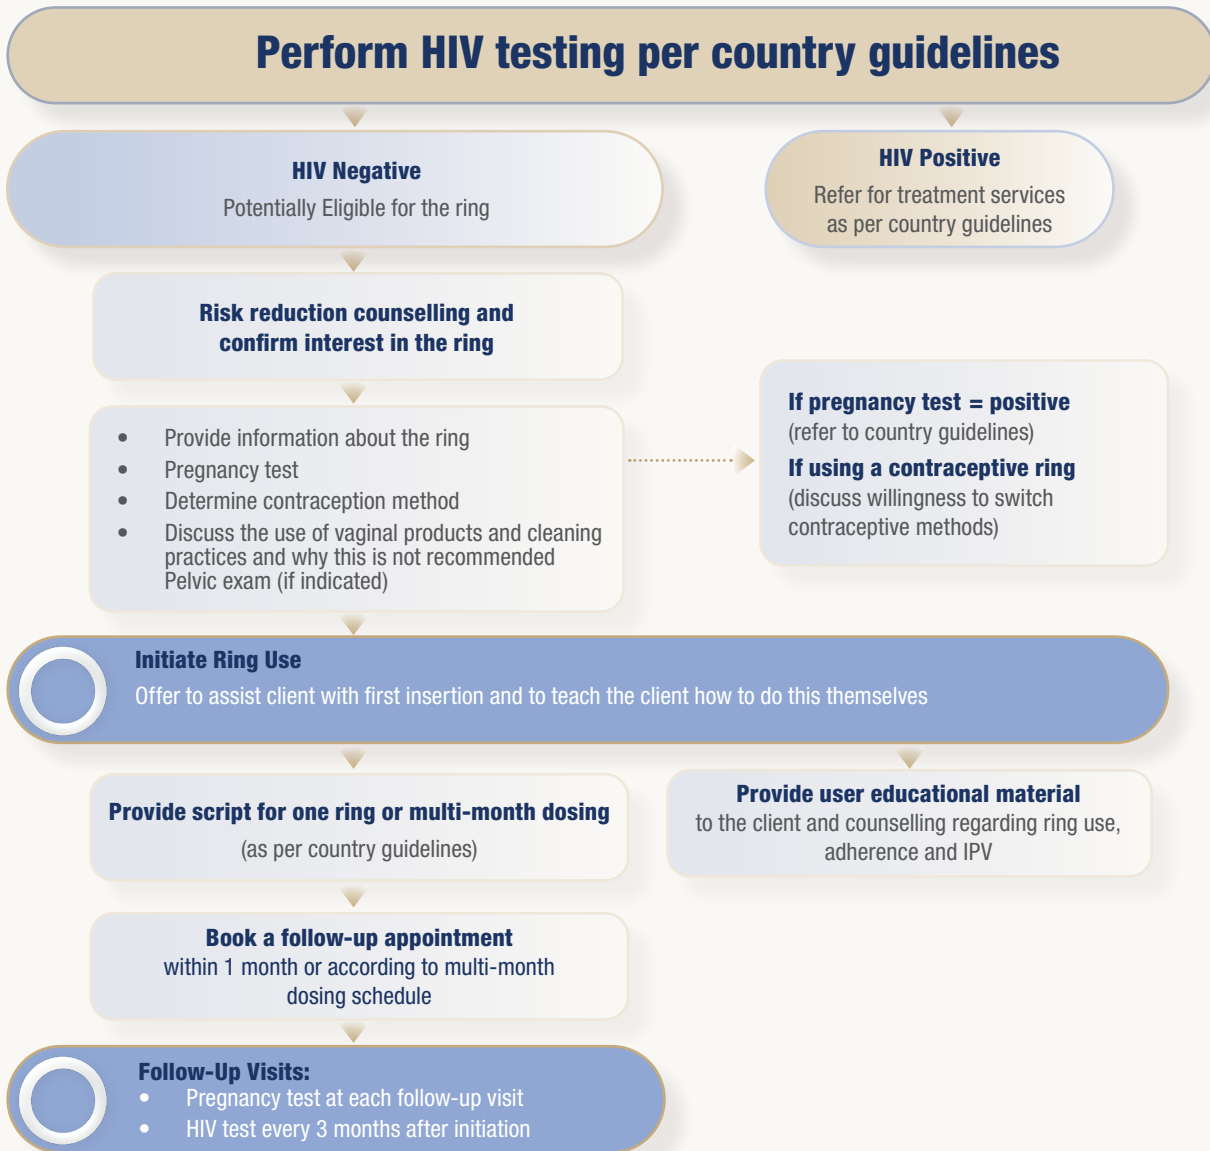 Perform HIV testing per country guidelines
HIV Negative
Potentially Eligible for the ring
HIV Positive
Refer for treatment services
as per country guidelines
Risk reduction counselling and
confirm interest in the ring
• Provide information about the ring
• Pregnancy test
• Determine contraception method
• Discuss the use of vaginal products and cleaning
practices and why this is not recommended
Pelvic exam (if indicated)
If pregnancy test = positive
(refer to country guidelines)
If using a contraceptive ring
(discuss willingness to switch
contraceptive methods)
Initiate Ring Use
Offer to assist client with first insertion and to teach the client how to do this themselves
Provide script for one ring or multi-month dosing
(as per country guidelines)
Provide user educational material
to the client and counselling regarding ring use,
adherence and IPV
Book a follow-up appointment
within 1 month or according to multi-month
dosing schedule
Follow-Up Visits:
• Pregnancy test at each follow-up visit
• HIV test every 3 months after initiation